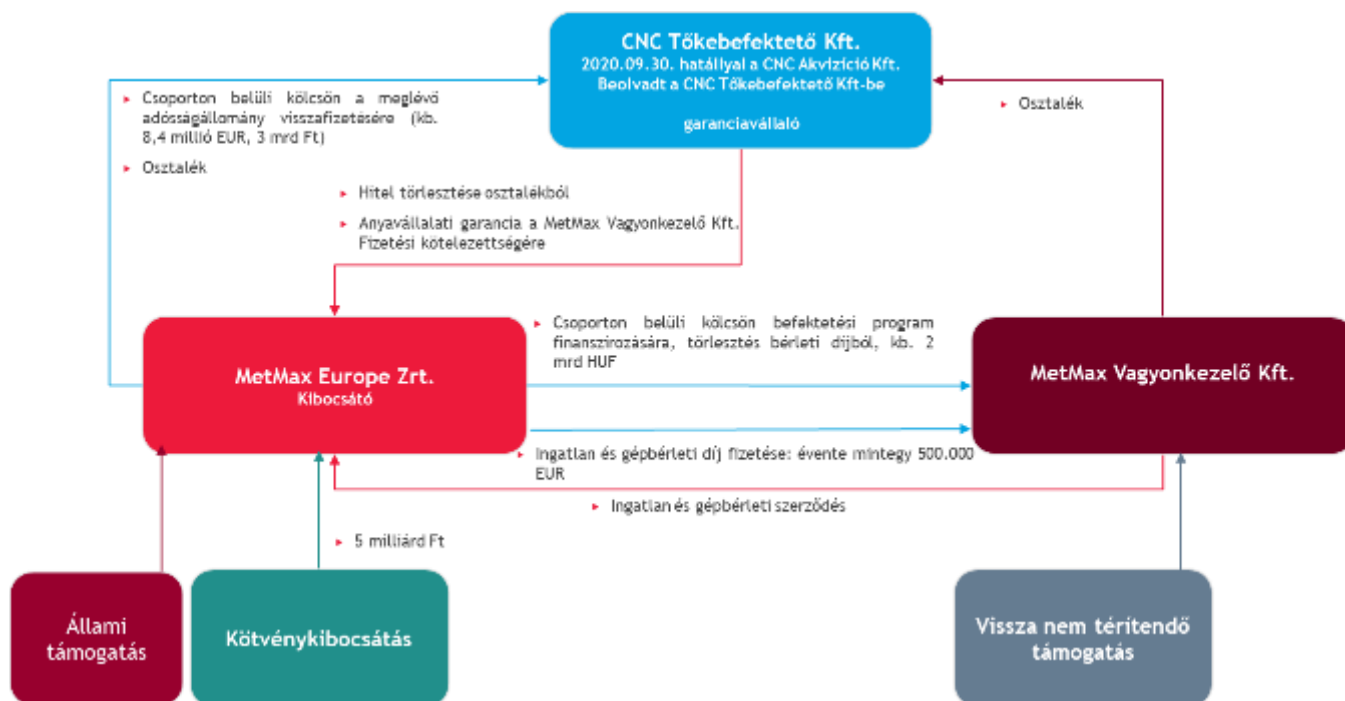 CNC Tőkebefektető Kft.
2020.09.30. hatállyal a CNC Akvizíció Kft.
Beolvadt a CNC Tőkebefektető Kft-be
garanciavállaló
Csoporton belüli kölcsön a meglévő
adósságállomány visszafizetésére (kb.
8,4 millió EUR, 3 mrd Ft)
Osztalék
Osztalék
Hitel törlesztése osztalékból
Anyavállalati garancia a MetMax Vagyonkezelő Kft.
Fizetési kötelezettségére
Csoporton belüli kölcsön befektetési program
finanszírozására, törlesztés bérleti díjból, kb. 2
mrd HUF
MetMax Europe Zrt.
Kibocsátó
MetMax Vagyonkezelő Kft.
Ingatlan és gépbérleti díj fizetése: évente mintegy 500.000
EUR
Ingatlan és gépbérleti szerződés
5 milliárd Ft
Állami
támogatás
Kötvénykibocsátás
Vissza nem térítendő
támogatás